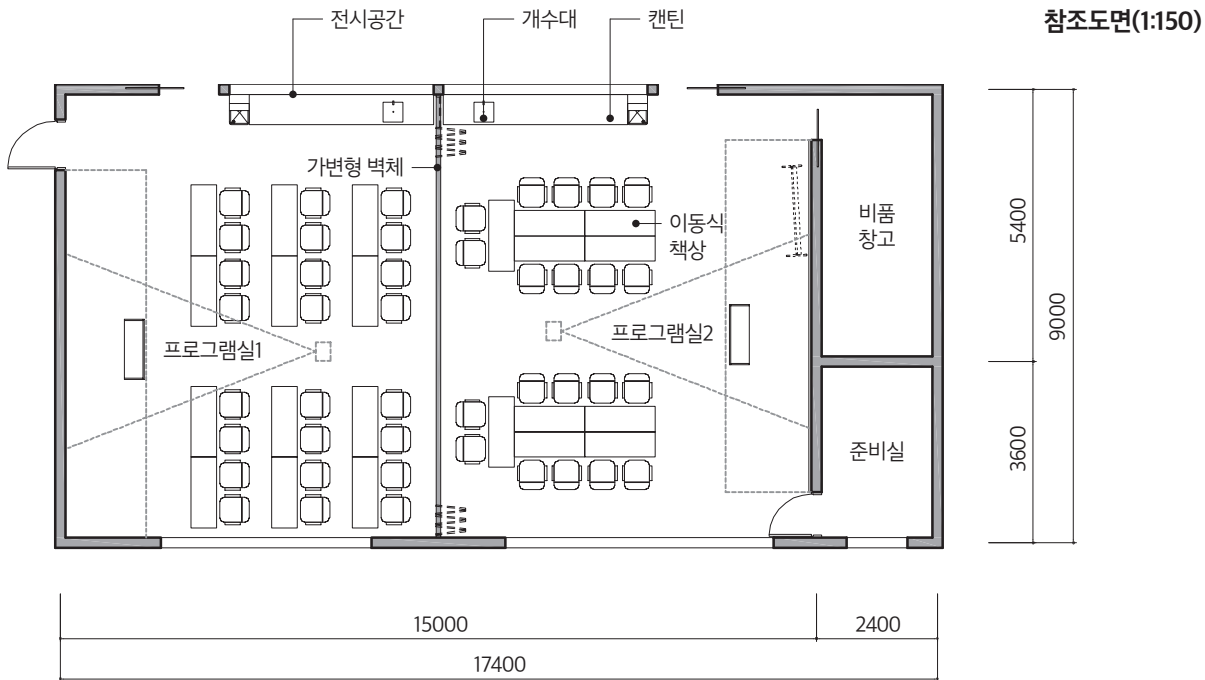 전시공간
개수대
캔틴
참조도면(1:150)
가변형 벽체
이동식
책상
비품
창고
프로그램실1
프로그램실2
준비실
5400
3600
9000
15000
2400
17400